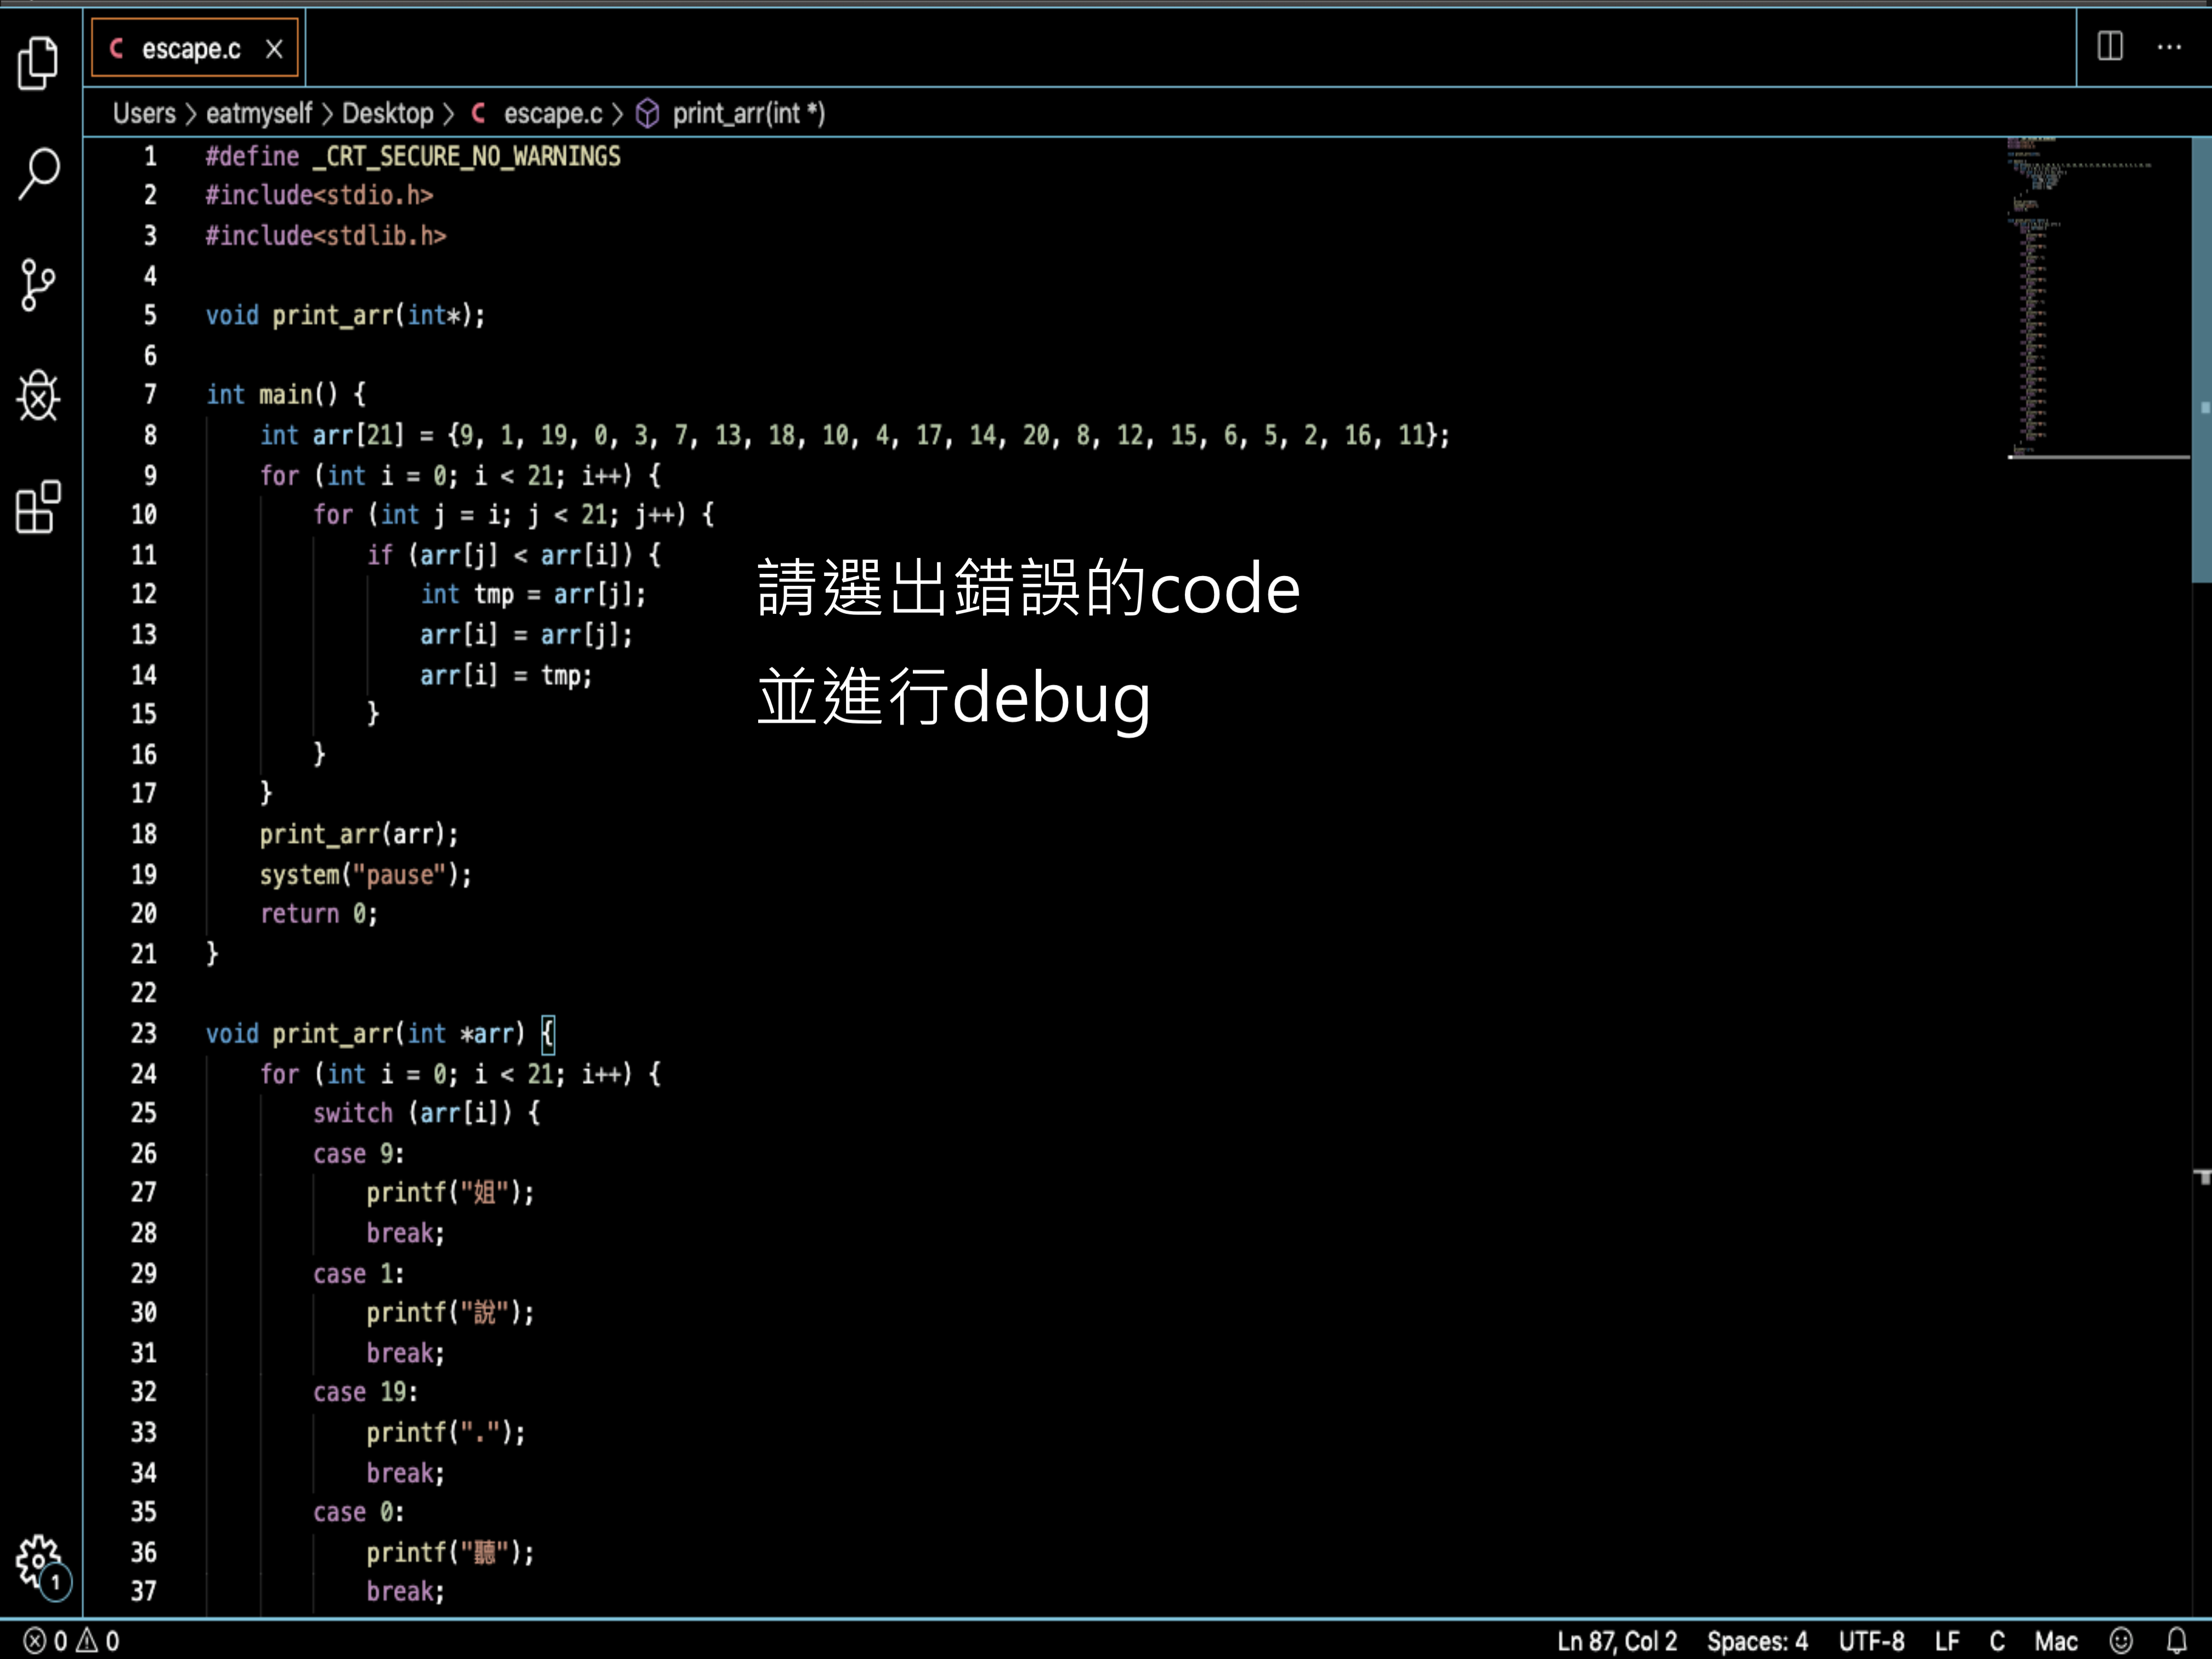 escape.c
Users > eatmyself > Desktop > C escape.c > print_arr(int *)
1 #define _CRT_SECURE_NO_WARNINGS
2 #include<stdio.h>
3 #include<stdlib.h>
4
5 void print_arr(int*);
6
7 int main() {
8 int arr[21] = {9, 1, 19, 0, 3, 7, 13, 18, 10, 4, 17, 14, 20, 8, 12, 15, 6, 5, 2, 16, 11};
9 for (int i = 0; i < 21; i++) {
10 for (int j = i; j < 21; j++) {
11 if (arr[j] < arr[i]) {
12 int tmp = arr[j];
13 arr[i] = arr[j];
14 arr[i] = tmp;
15 }
16 }
17 }
18 print_arr(arr);
19 system("pause");
20 return 0;
21 }
22
23 void print_arr(int *arr) {
24 for (int i = 0; i < 21; i++) {
25 switch (arr[i]) {
26 case 9:
27 printf("姐");
28 break;
29 case 1:
30 printf("說");
31 break;
32 case 19:
33 printf(".");
34 break;
35 case 0:
36 printf("聽");
37 break;
請選出錯誤的code
並進行debug
1
0 0
Ln 87, Col 2 Spaces: 4 UTF-8 LF C Mac